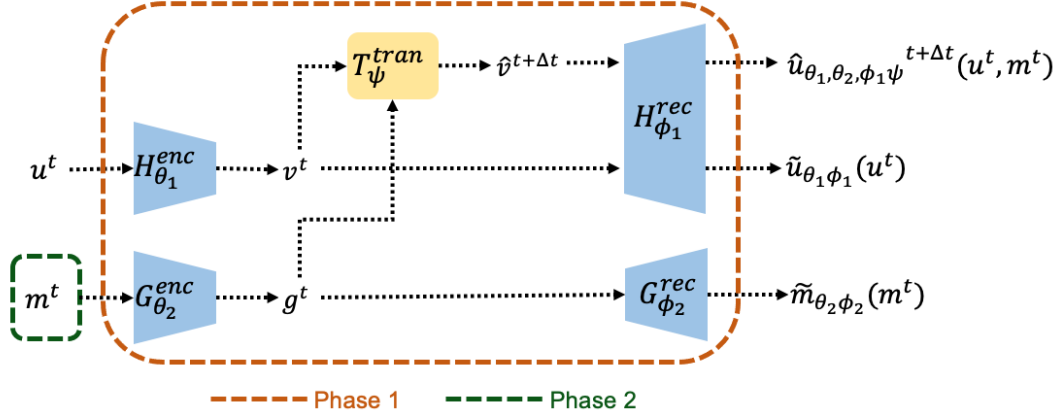 T_ψ^{tran}
v̂^{t+Δt}
û_{θ₁,θ₂,ϕ₁ψ}^{t+Δt}(u^t, m^t)
H_{ϕ₁}^{rec}
u^t
H_{θ₁}^{enc}
v^t
ũ_{θ₁ϕ₁}(u^t)
m^t
G_{θ₂}^{enc}
g^t
G_{ϕ₂}^{rec}
m̃_{θ₂ϕ₂}(m^t)
Phase 1
Phase 2